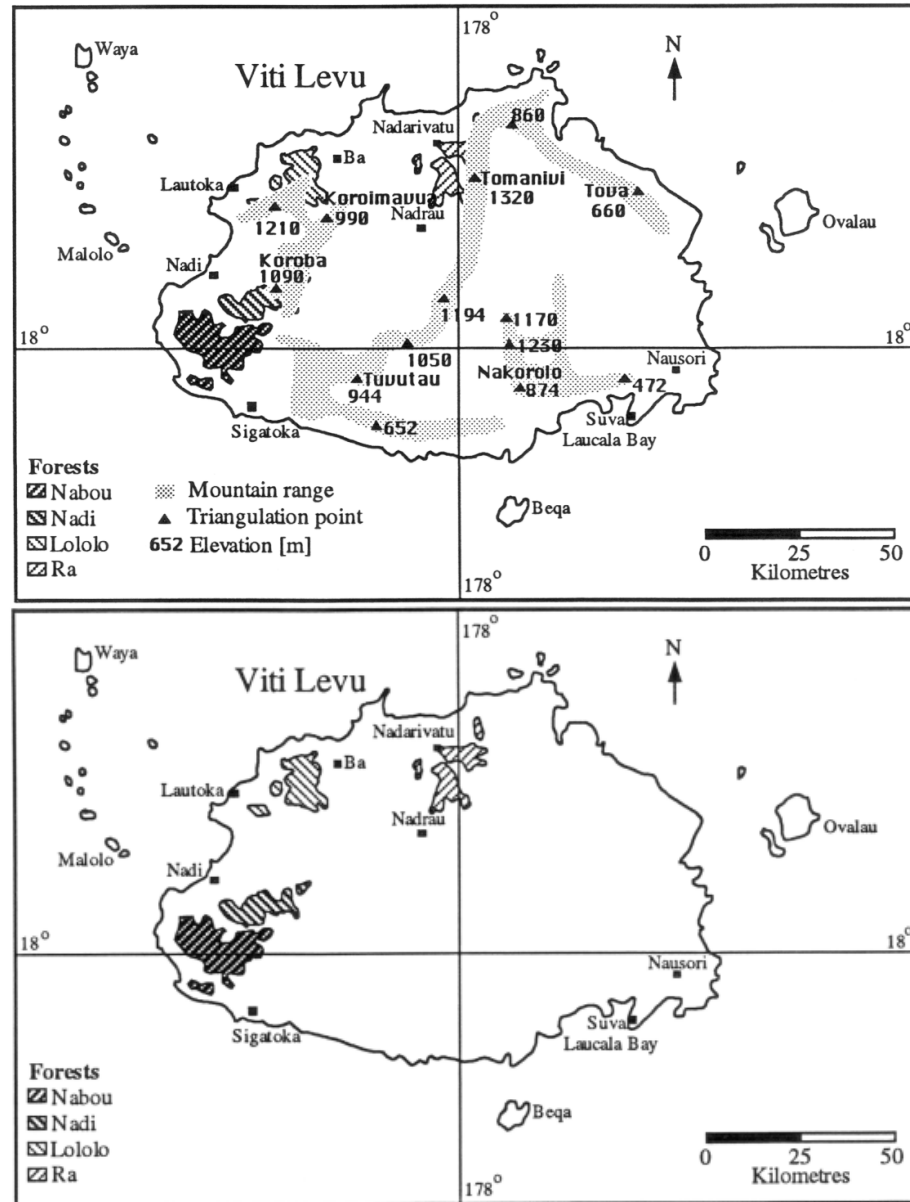 178°
Waya
N
Viti Levu
860
Nadarivatu
Ba
Tomanivi
1320
Tova
660
Lautoka
Koroimavua
990
Nadrau
1210
Ovalau
Malolo
Koroba
1090
Nadi
1194
1170
18°
18°
1050
1230
Nausori
Tuvutau
944
Nakorolo
874
472
Sigatoka
652
Suva
Laucala Bay
Forests
Nabou
Nadi
Lololo
Ra
Mountain range
Triangulation point
652 Elevation [m]
Beqa
0 25 50
Kilometres
178°
178°
Waya
N
Viti Levu
Nadarivatu
Ba
Lautoka
Nadrau
Ovalau
Malolo
Nadi
18°
18°
Nausori
Sigatoka
Suva
Laucala Bay
Forests
Nabou
Nadi
Lololo
Ra
Beqa
0 25 50
Kilometres
178°